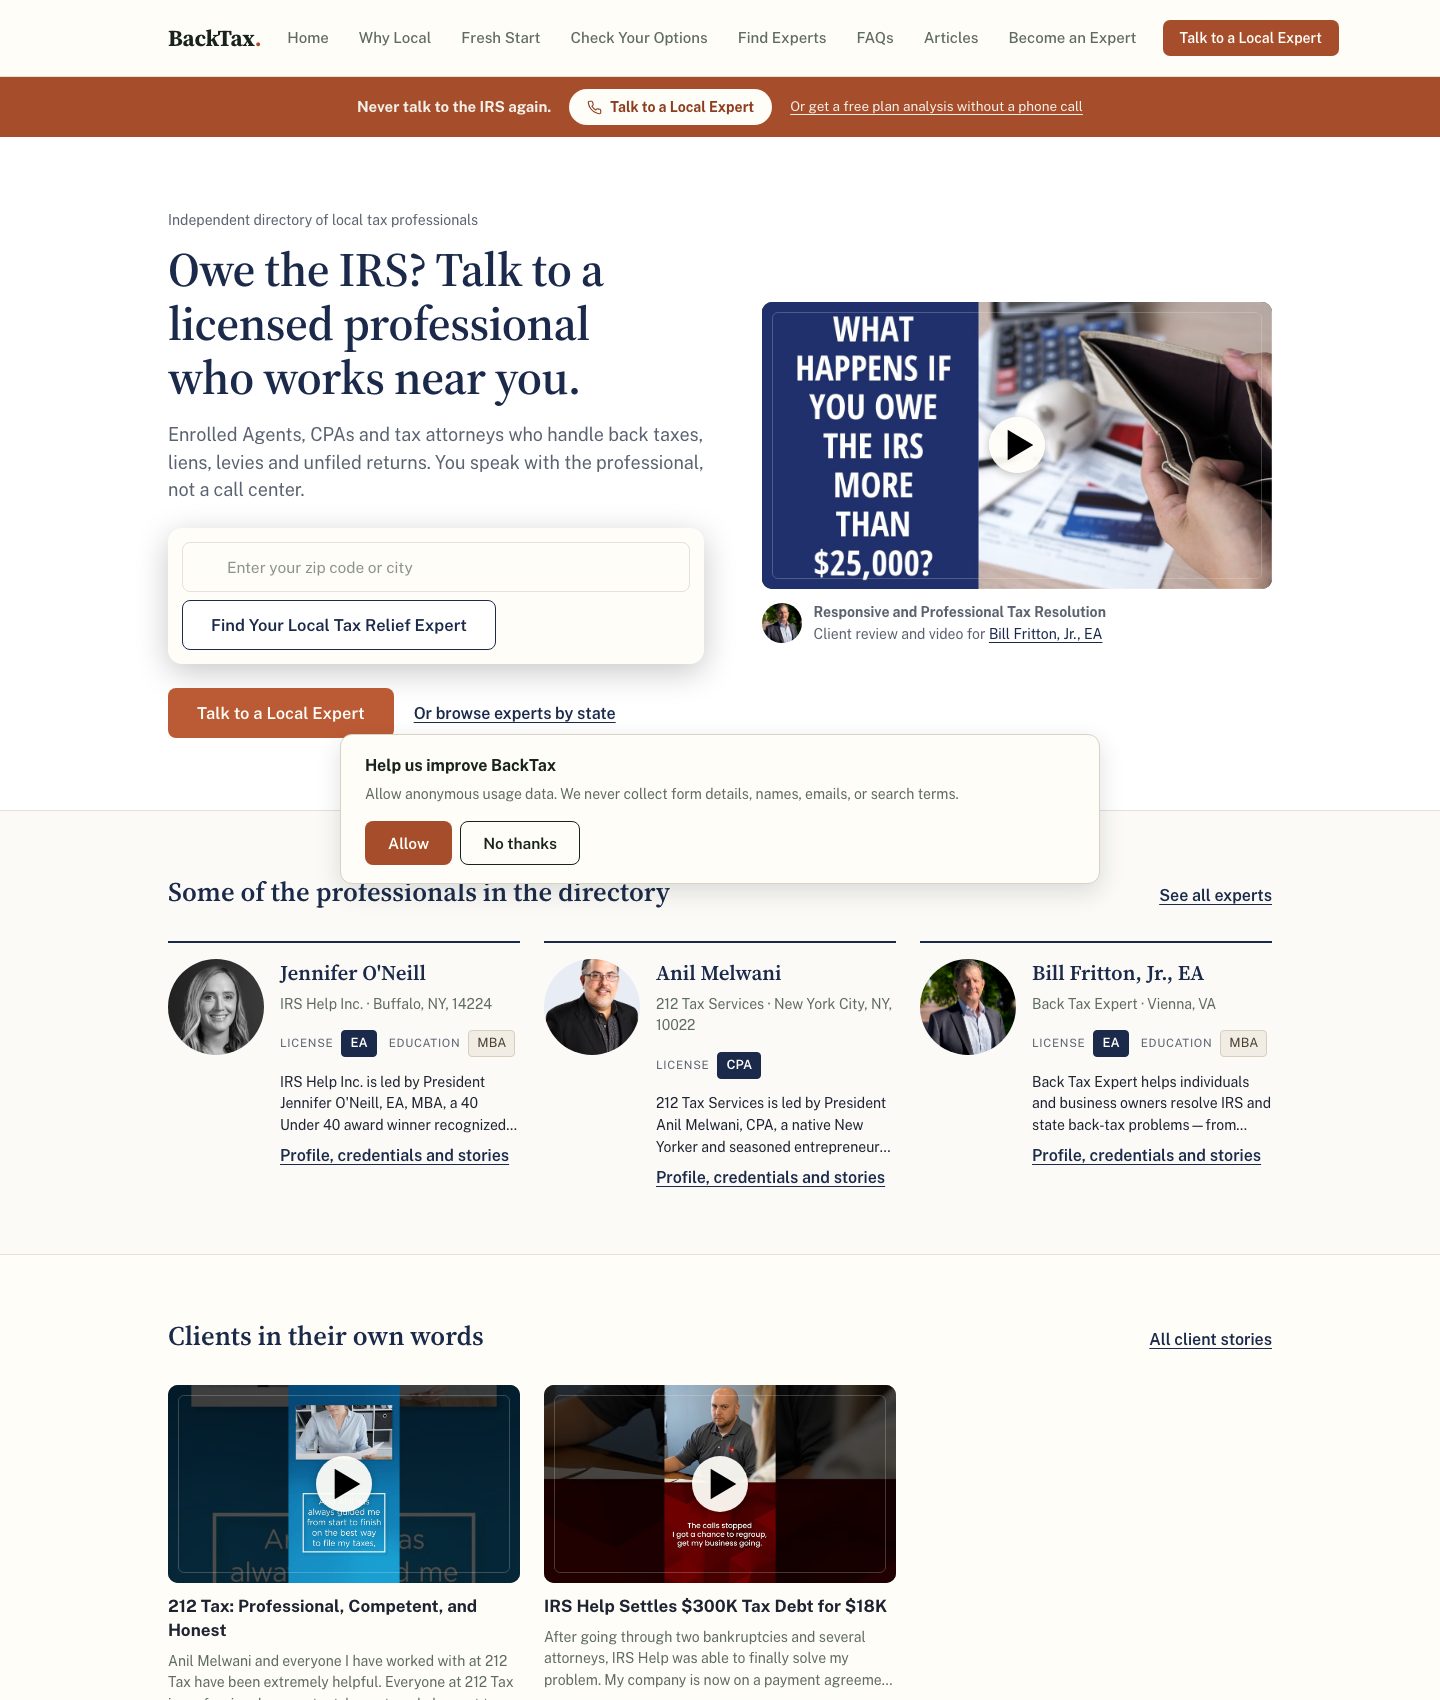 BackTax.
Home
Why Local
Fresh Start
Check Your Options
Find Experts
FAQs
Articles
Become an Expert
Talk to a Local Expert
Never talk to the IRS again.
Talk to a Local Expert
Or get a free plan analysis without a phone call
Independent directory of local tax professionals
Owe the IRS? Talk to a
licensed professional
who works near you.
Enrolled Agents, CPAs and tax attorneys who handle back taxes,
liens, levies and unfiled returns. You speak with the professional,
not a call center.
Enter your zip code or city
Find Your Local Tax Relief Expert
Talk to a Local Expert
Or browse experts by state
WHAT
HAPPENS IF
YOU OWE
THE IRS
MORE
THAN
$25,000?
Responsive and Professional Tax Resolution
Client review and video for Bill Fritton, Jr., EA
Help us improve BackTax
Allow anonymous usage data. We never collect form details, names, emails, or search terms.
Allow
No thanks
Some of the professionals in the directory
See all experts
Jennifer O'Neill
IRS Help Inc. · Buffalo, NY, 14224
LICENSE EA EDUCATION MBA
IRS Help Inc. is led by President
Jennifer O'Neill, EA, MBA, a 40
Under 40 award winner recognized...
Profile, credentials and stories
Anil Melwani
212 Tax Services · New York City, NY,
10022
LICENSE CPA
212 Tax Services is led by President
Anil Melwani, CPA, a native New
Yorker and seasoned entrepreneur...
Profile, credentials and stories
Bill Fritton, Jr., EA
Back Tax Expert · Vienna, VA
LICENSE EA EDUCATION MBA
Back Tax Expert helps individuals
and business owners resolve IRS and
state back-tax problems—from...
Profile, credentials and stories
Clients in their own words
All client stories
always guided me
from start to finish
on the best way
to file my taxes.
212 Tax: Professional, Competent, and
Honest
Anil Melwani and everyone I have worked with at 212
Tax have been extremely helpful. Everyone at 212 Tax
The calls stopped
I got a chance to regroup,
get my business going.
IRS Help Settles $300K Tax Debt for $18K
After going through two bankruptcies and several
attorneys, IRS Help was able to finally solve my
problem. My company is now on a payment agreeme...